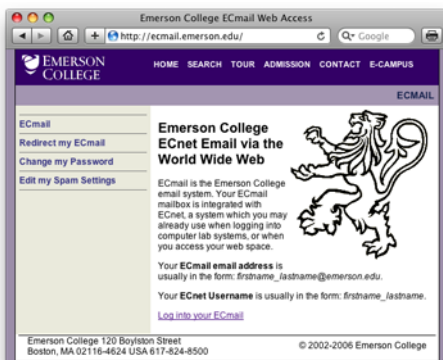 Emerson College ECmail Web Access
http://ecmail.emerson.edu/
Google
EMERSON
COLLEGE
HOME SEARCH TOUR ADMISSION CONTACT E-CAMPUS
ECMAIL
ECmail
Redirect my ECmail
Change my Password
Edit my Spam Settings
Emerson College
ECnet Email via the
World Wide Web
ECmail is the Emerson College
email system. Your ECmail
mailbox is integrated with
ECnet, a system which you may
already use when logging into
computer lab systems, or when
you access your web space.
Your ECmail email address is
usually in the form: firstname_lastname@emerson.edu.
Your ECnet Username is usually in the form: firstname_lastname.
Log into your ECmail
Emerson College 120 Boylston Street
Boston, MA 02116-4624 USA 617-824-8500
© 2002-2006 Emerson College